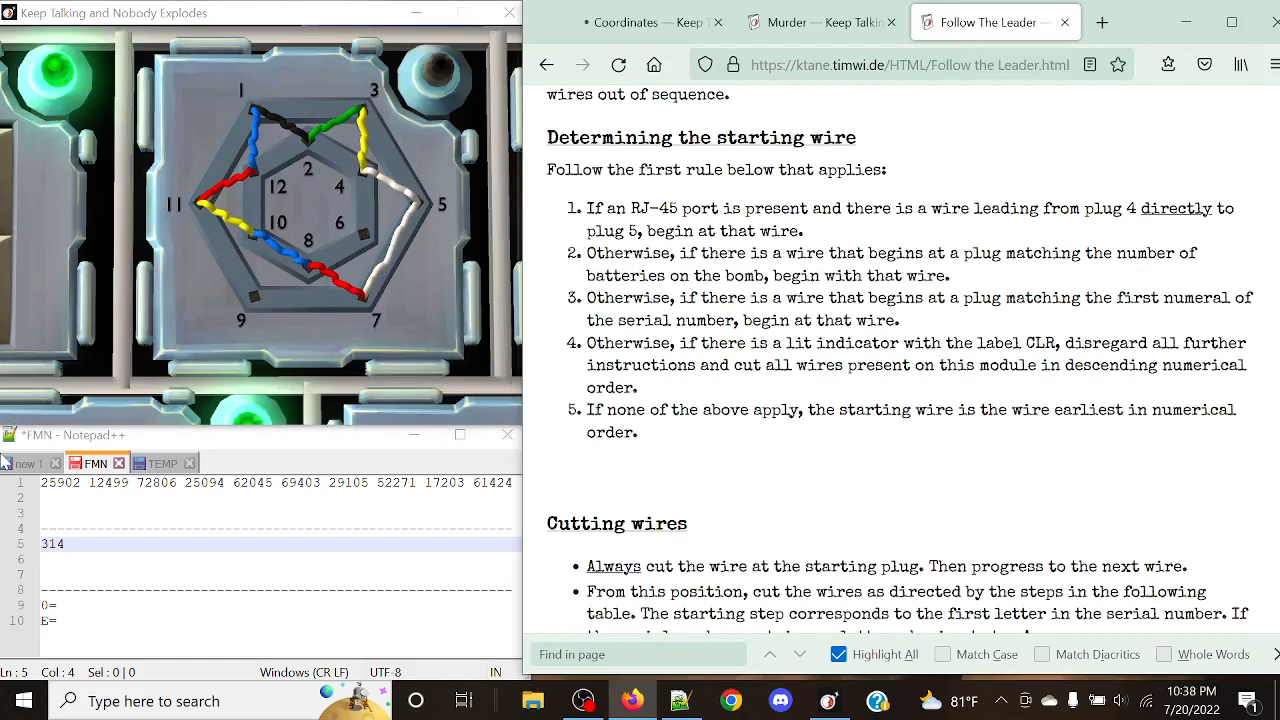 Keep Talking and Nobody Explodes
1
3
2
12
4
11
5
10
6
8
9
7
*FMN - Notepad++
new 1
FMN
TEMP
1 25902 12499 72806 25094 62045 69403 29105 52271 17203 61424
2
3
4 -------------------------------------------------------------
5 314
6
7
8 -------------------------------------------------------------
9 O=
10 E=
Ln: 5 Col: 4 Sel: 0 | 0 Windows (CR LF) UTF-8 IN
Coordinates — Keep T
Murder — Keep Talkin
Follow The Leader —
https://ktane.timwi.de/HTML/Follow the Leader.html
wires out of sequence.
Determining the starting wire
Follow the first rule below that applies:
1. If an RJ-45 port is present and there is a wire leading from plug 4 directly to
plug 5, begin at that wire.
2. Otherwise, if there is a wire that begins at a plug matching the number of
batteries on the bomb, begin with that wire.
3. Otherwise, if there is a wire that begins at a plug matching the first numeral of
the serial number, begin at that wire.
4. Otherwise, if there is a lit indicator with the label CLR, disregard all further
instructions and cut all wires present on this module in descending numerical
order.
5. If none of the above apply, the starting wire is the wire earliest in numerical
order.
Cutting wires
• Always cut the wire at the starting plug. Then progress to the next wire.
• From this position, cut the wires as directed by the steps in the following
table. The starting step corresponds to the first letter in the serial number. If
Find in page
Highlight All
Match Case
Match Diacritics
Whole Words
Type here to search
81°F
10:38 PM
7/20/2022
1